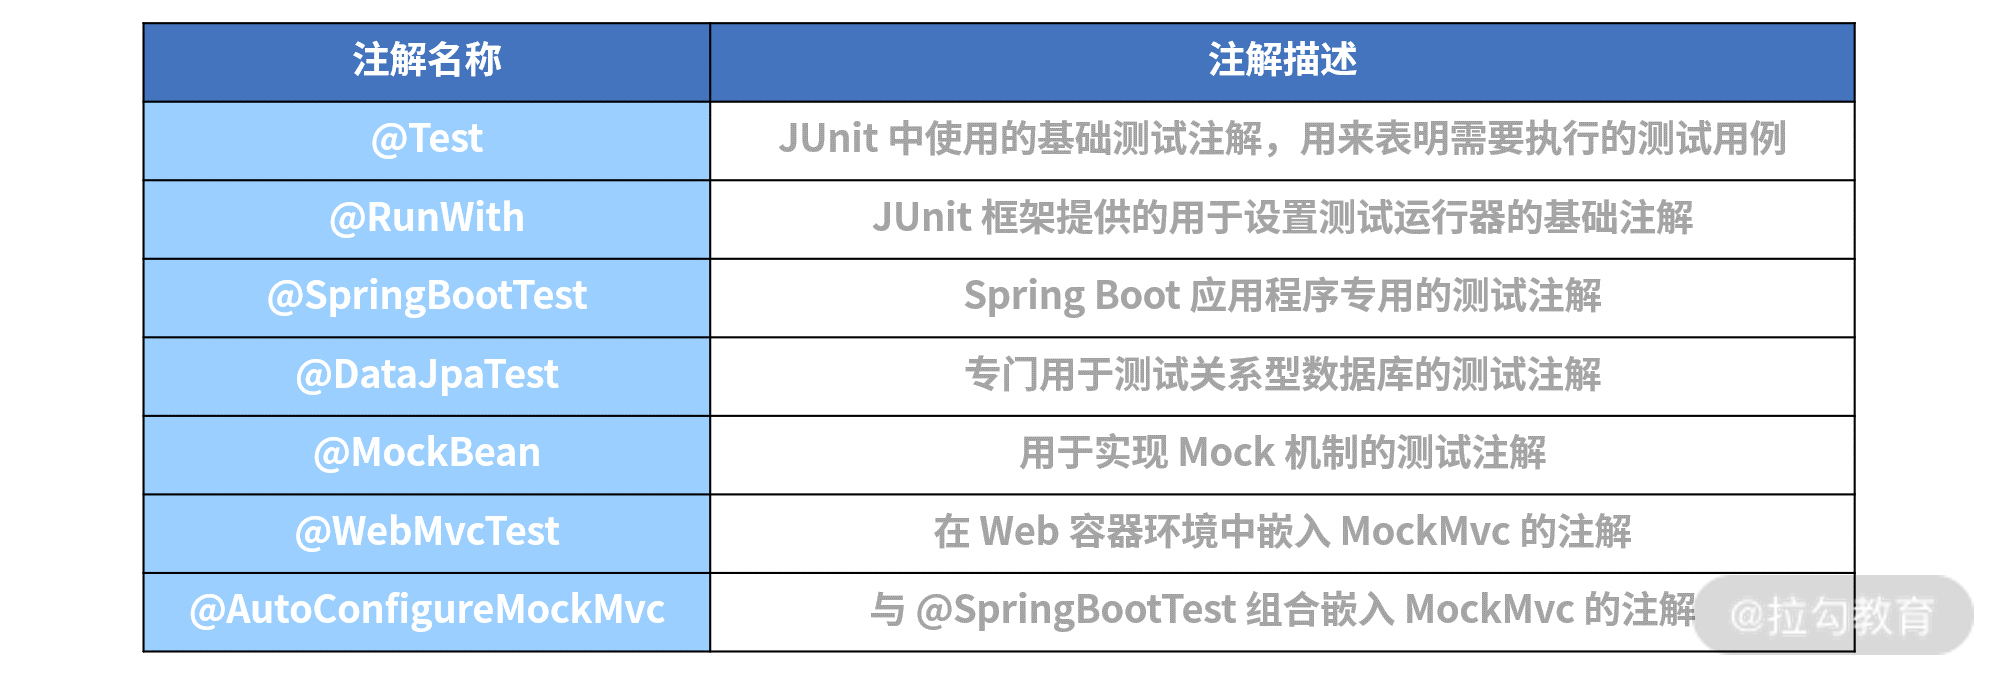 注解名称 注解描述
@Test JUnit 中使用的基础测试注解，用来表明需要执行的测试用例
@RunWith JUnit 框架提供的用于设置测试运行器的基础注解
@SpringBootTest Spring Boot 应用程序专用的测试注解
@DataJpaTest 专门用于测试关系型数据库的测试注解
@MockBean 用于实现 Mock 机制的测试注解
@WebMvcTest 在 Web 容器环境中嵌入 MockMvc 的注解
@AutoConfigureMockMvc 与 @SpringBootTest 组合嵌入 MockMvc 的注解
@拉勾教育